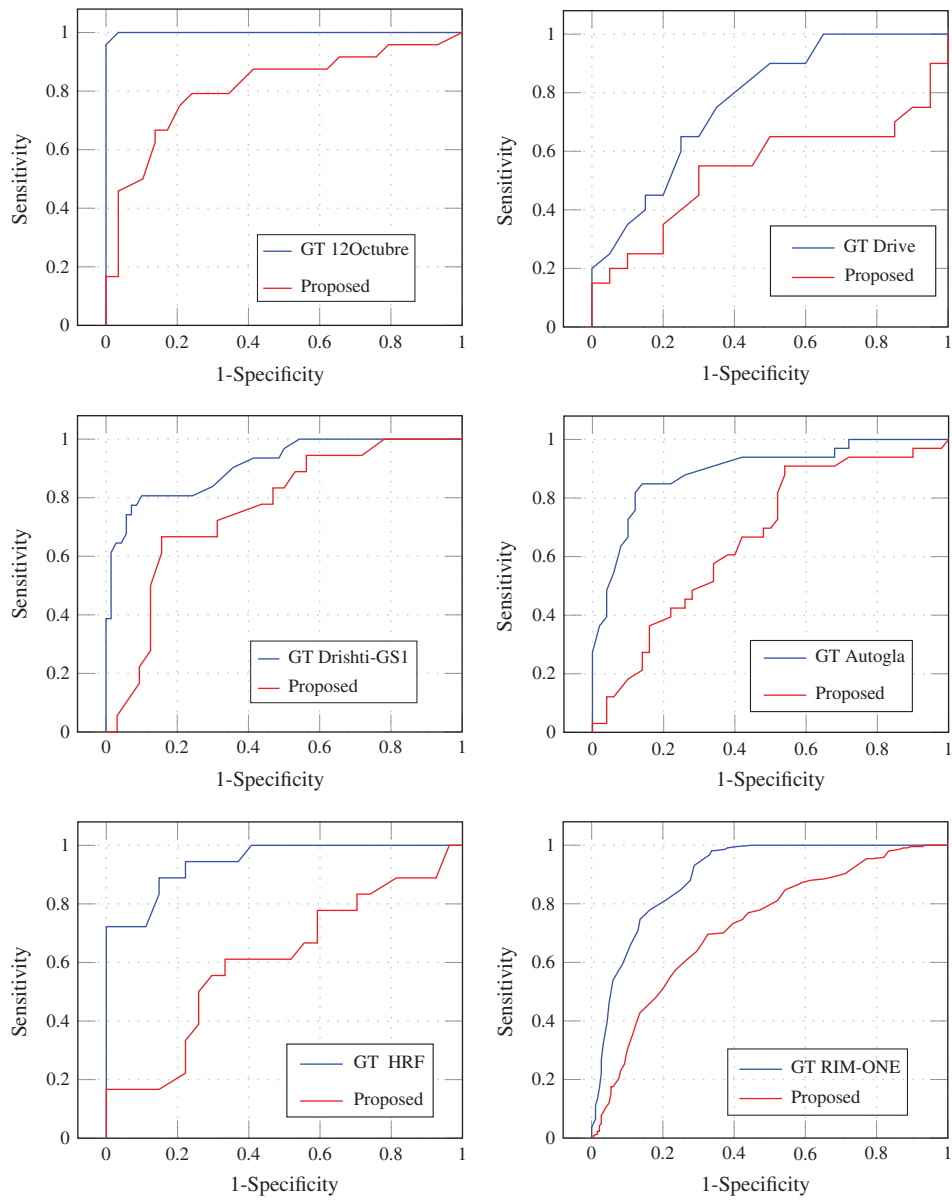 1
0.8
0.6
0.4
0.2
0
Sensitivity
GT 12Octubre
Proposed
0 0.2 0.4 0.6 0.8 1
1-Specificity
1
0.8
0.6
0.4
0.2
0
Sensitivity
GT Drive
Proposed
0 0.2 0.4 0.6 0.8 1
1-Specificity
1
0.8
0.6
0.4
0.2
0
Sensitivity
GT Drishti-GS1
Proposed
0 0.2 0.4 0.6 0.8 1
1-Specificity
1
0.8
0.6
0.4
0.2
0
Sensitivity
GT Autogla
Proposed
0 0.2 0.4 0.6 0.8 1
1-Specificity
1
0.8
0.6
0.4
0.2
0
Sensitivity
GT HRF
Proposed
0 0.2 0.4 0.6 0.8 1
1-Specificity
1
0.8
0.6
0.4
0.2
0
Sensitivity
GT RIM-ONE
Proposed
0 0.2 0.4 0.6 0.8 1
1-Specificity